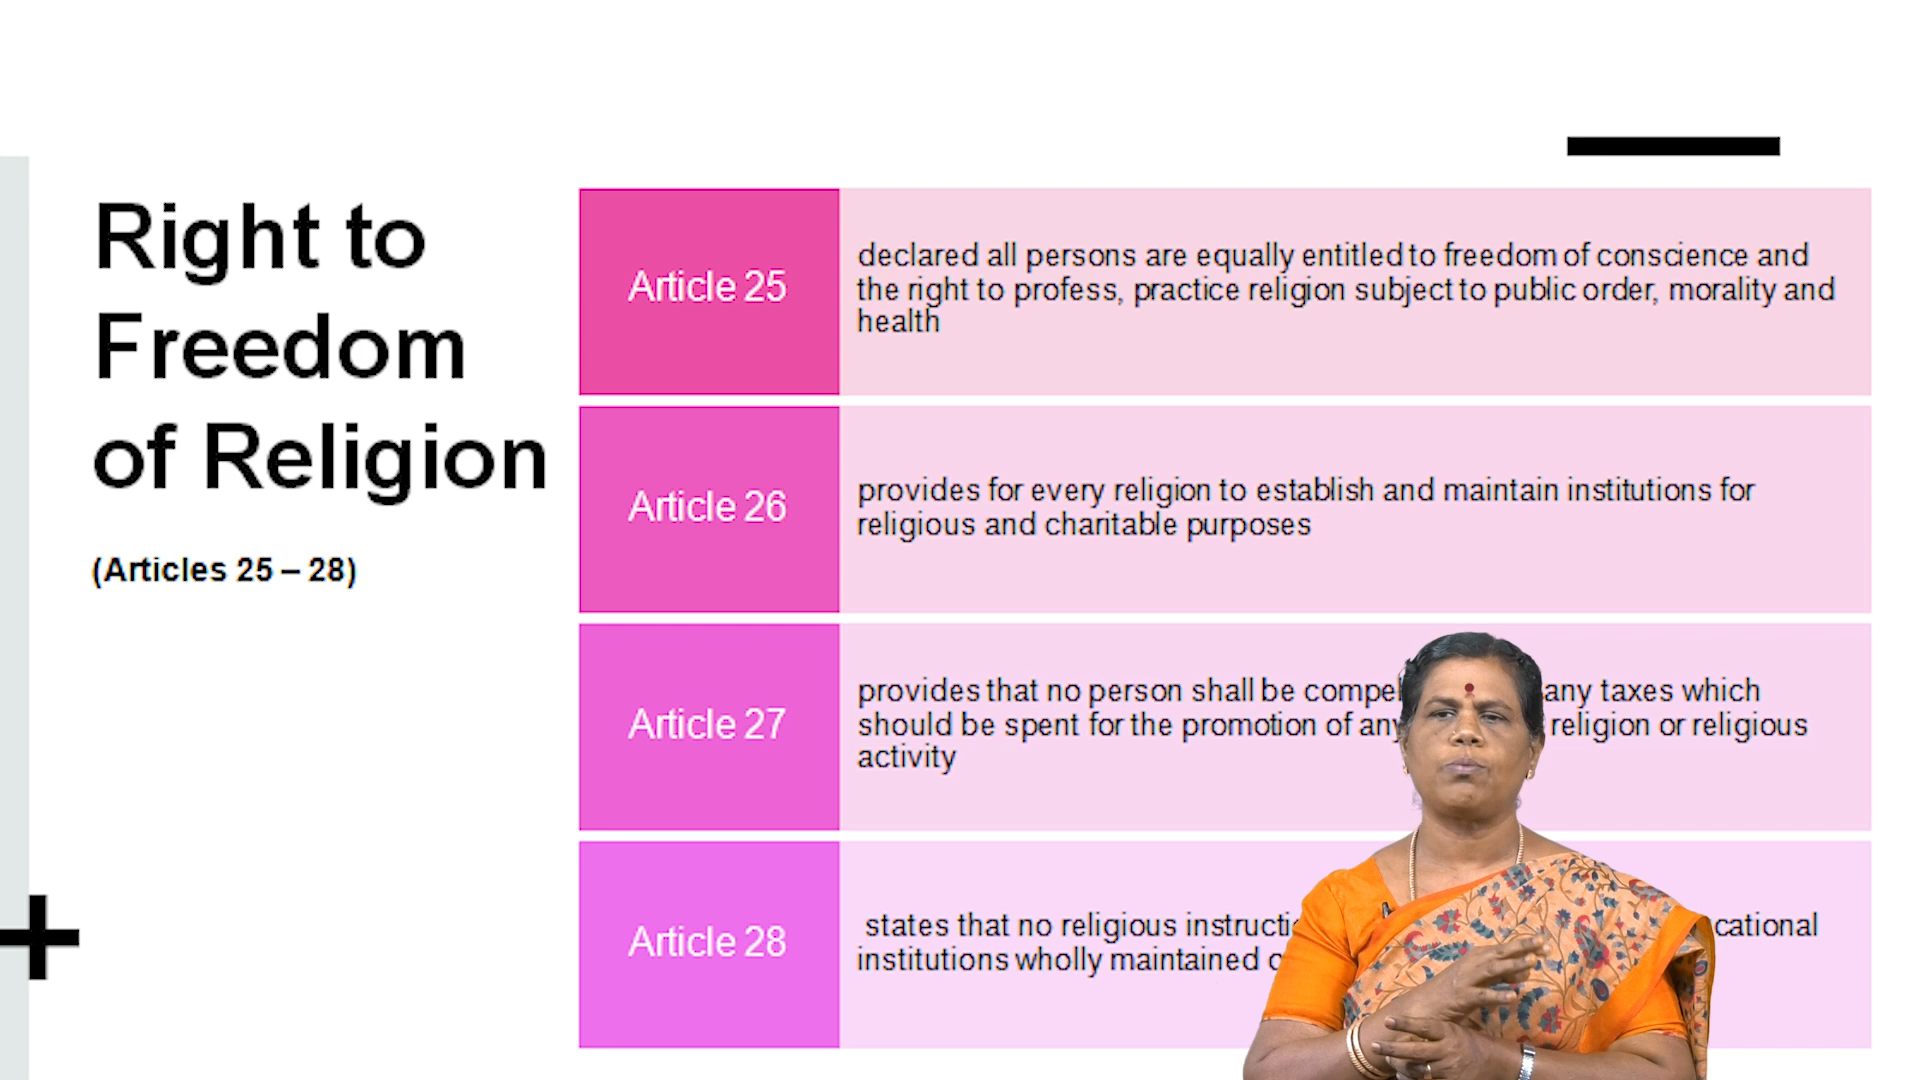 Right to
Freedom
of Religion
(Articles 25 – 28)
Article 25
declared all persons are equally entitled to freedom of conscience and
the right to profess, practice religion subject to public order, morality and
health
Article 26
provides for every religion to establish and maintain institutions for
religious and charitable purposes
Article 27
provides that no person shall be any taxes which
should be spent for the promotion of religion or religious
activity
Article 28
states that no religious
institutions wholly maintained